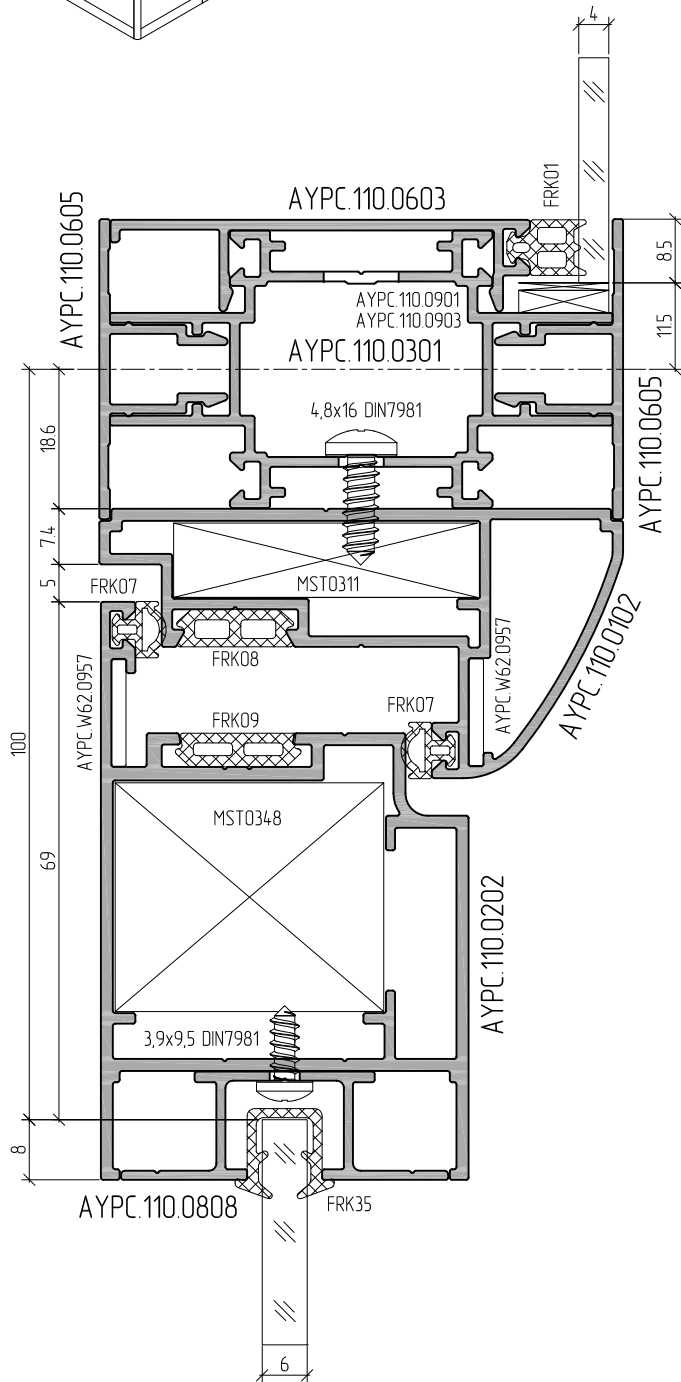 4
FRK01
AYPC.110.0603
AYPC.110.0605
8.5
AYPC.110.0901
AYPC.110.0903
11.5
AYPC.110.0301
4,8x16 DIN7981
AYPC.110.0605
18.6
7.4
5
MST0311
FRK07
FRK08
AYPC.W62.0957
AYPC.W62.0957
AYPC.110.0102
FRK07
FRK09
100
MST0348
69
AYPC.110.0202
3,9x9,5 DIN7981
8
AYPC.110.0808
FRK35
6